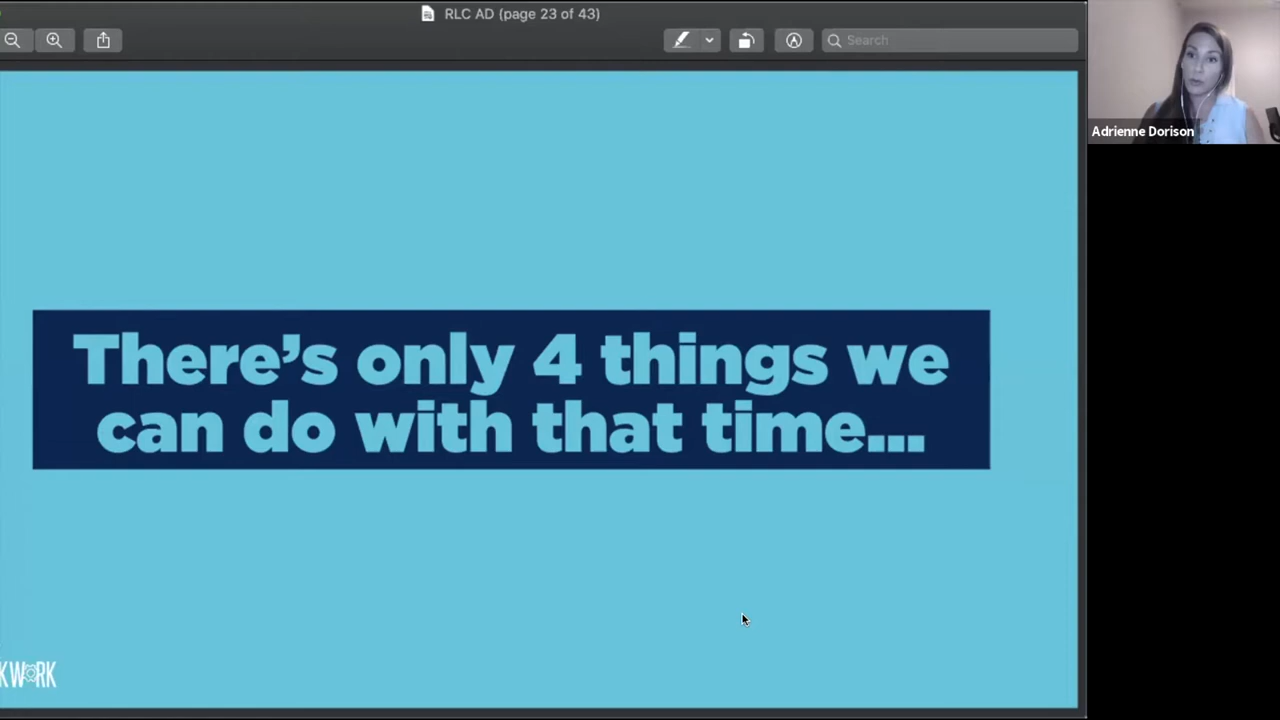 RLC AD (page 23 of 43)
Search
Adrienne Dorison
There's only 4 things we
can do with that time...
KWORK